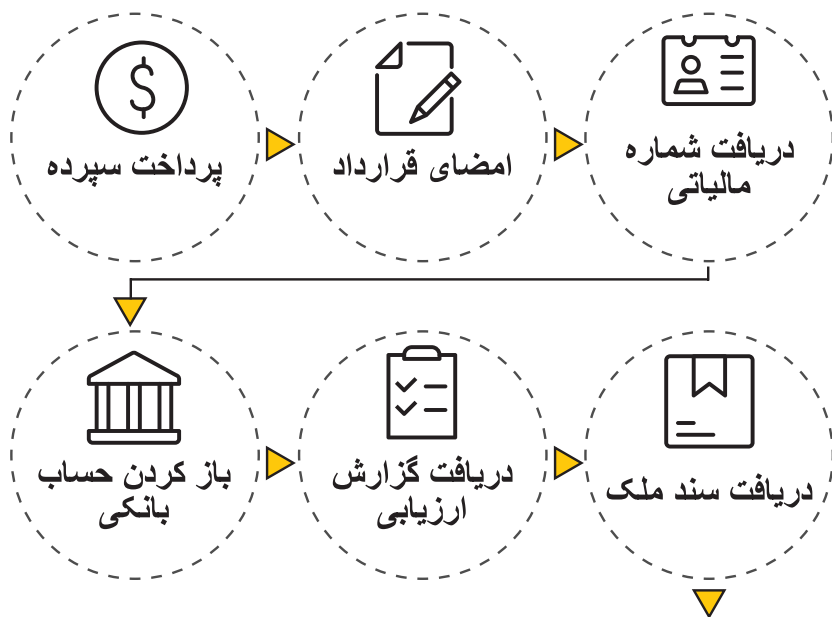 پرداخت سپرده
امضای قرارداد
دریافت شماره
مالیاتی
باز کردن حساب
بانکی
دریافت گزارش
ارزیابی
دریافت سند ملک